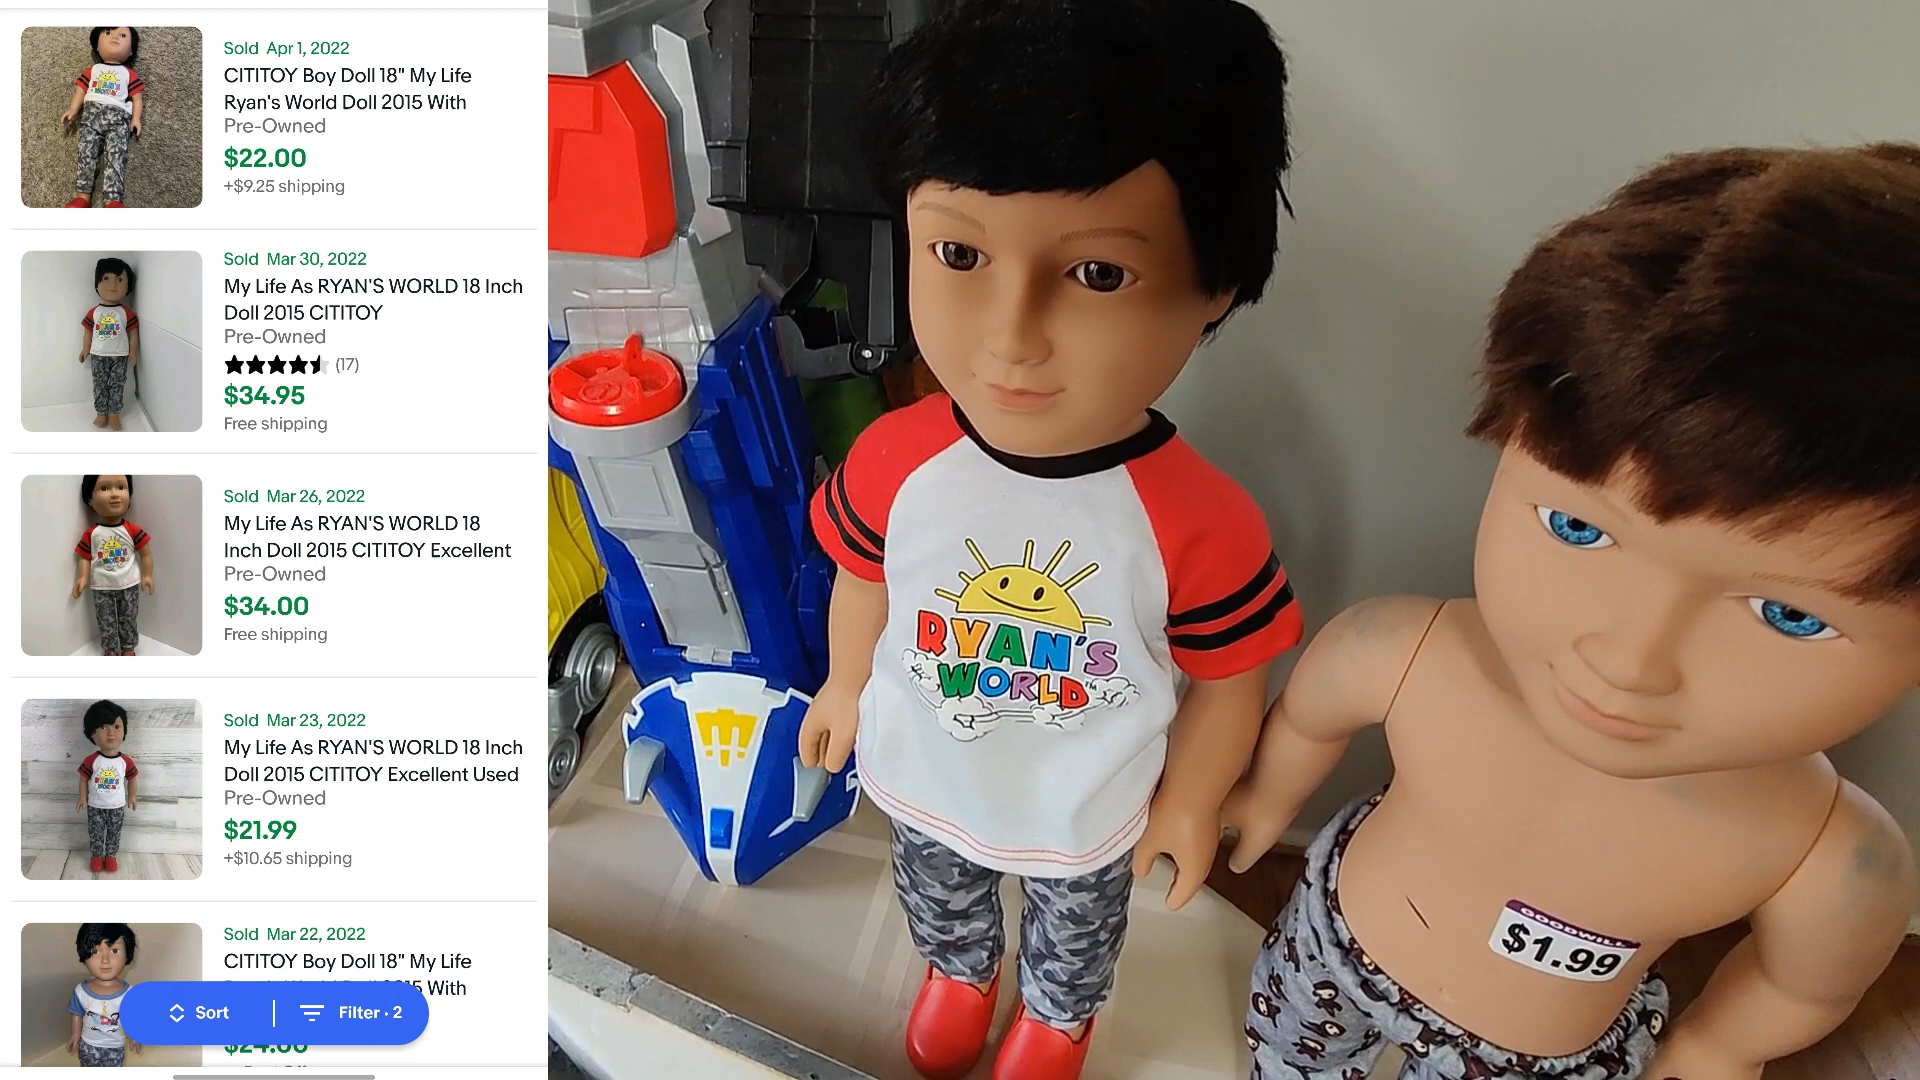 Sold Apr 1, 2022
CITITOY Boy Doll 18" My Life
Ryan's World Doll 2015 With
Pre-Owned
$22.00
+$9.25 shipping
Sold Mar 30, 2022
My Life As RYAN'S WORLD 18 Inch
Doll 2015 CITITOY
Pre-Owned
(17)
$34.95
Free shipping
Sold Mar 26, 2022
My Life As RYAN'S WORLD 18
Inch Doll 2015 CITITOY Excellent
Pre-Owned
$34.00
Free shipping
Sold Mar 23, 2022
My Life As RYAN'S WORLD 18 Inch
Doll 2015 CITITOY Excellent Used
Pre-Owned
$21.99
+$10.65 shipping
Sold Mar 22, 2022
CITITOY Boy Doll 18" My Life
With
Sort
Filter · 2
$24.00
RYAN'S
WORLD™
GOODWILL
$1.99